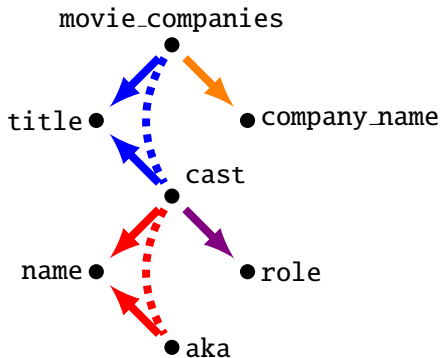 movie_companies
title
company_name
cast
name
role
aka